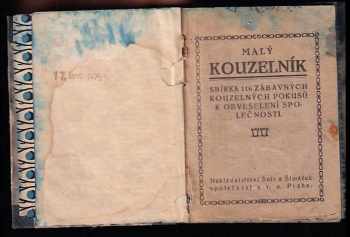 MALÝ
KOUZELNÍK
SBÍRKA 116 ZÁBAVNÝCH
KOUZELNÝCH POKUSŮ
K OBVESELENÍ SPO-
LEČNOSTI.
Nakladatelství Šolc a Šimáček
společnost s r. o. Praha.